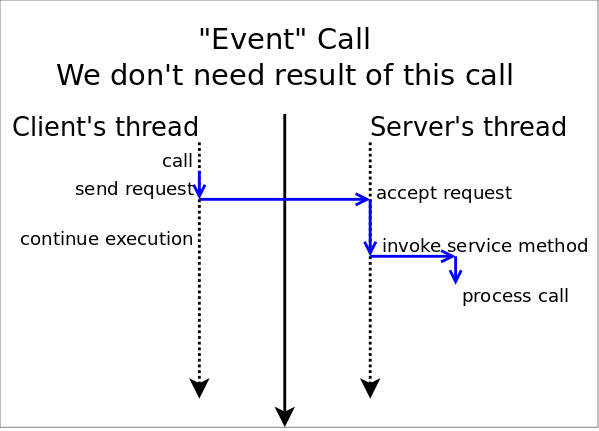 "Event" Call
We don't need result of this call
Client's thread
Server's thread
call
send request
accept request
continue execution
invoke service method
process call